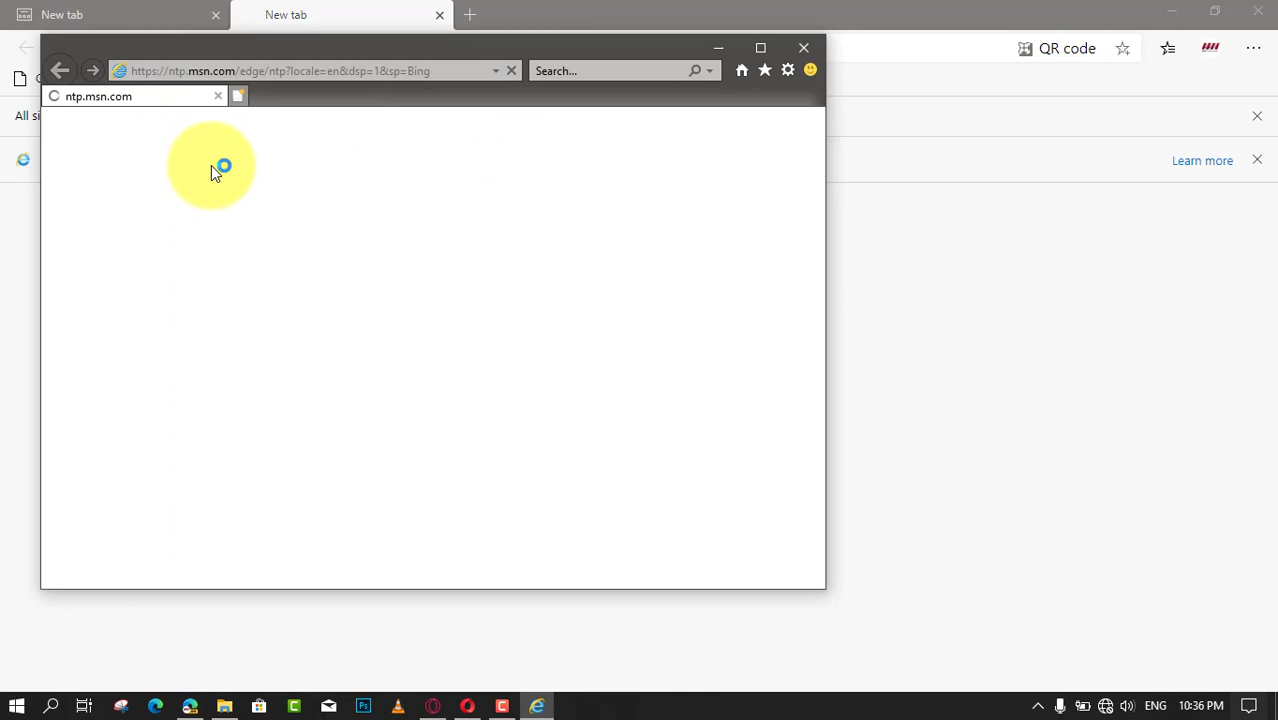 New tab
New tab
QR code
https://ntp.msn.com/edge/ntp?locale=en&dsp=1&sp=Bing
Search...
ntp.msn.com
All si
Learn more
Ps
ENG
10:36 PM